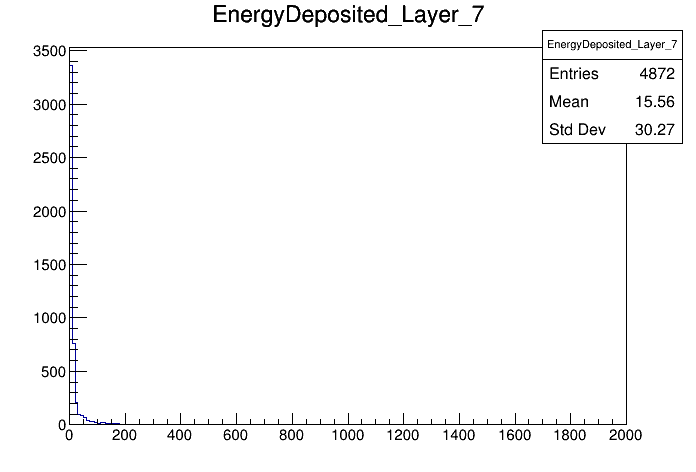 EnergyDeposited_Layer_7
EnergyDeposited_Layer_7
Entries 4872
Mean 15.56
Std Dev 30.27
3500
3000
2500
2000
1500
1000
500
0
0 200 400 600 800 1000 1200 1400 1600 1800 2000